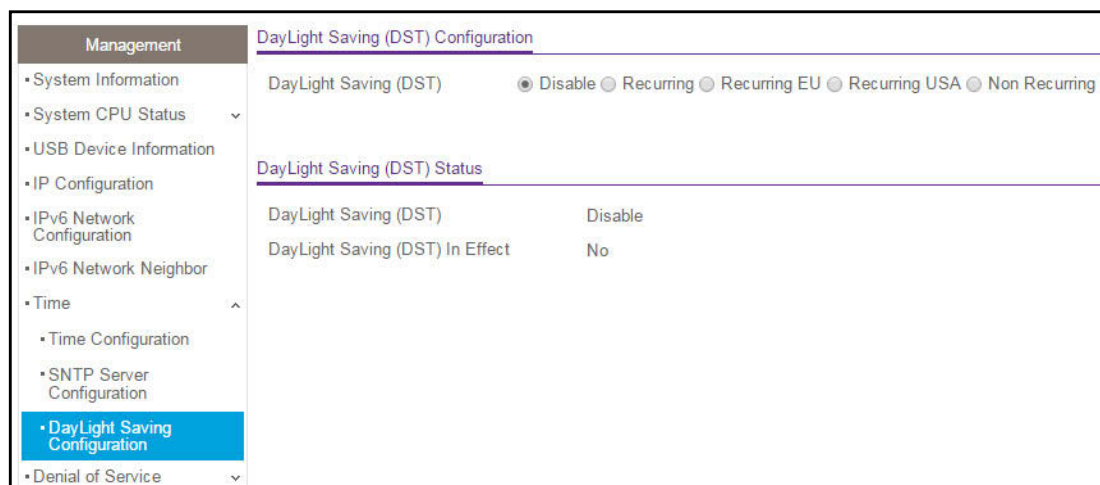 Management
System Information
System CPU Status
USB Device Information
IP Configuration
IPv6 Network
Configuration
IPv6 Network Neighbor
Time
Time Configuration
SNTP Server
Configuration
DayLight Saving
Configuration
Denial of Service
DayLight Saving (DST) Configuration
DayLight Saving (DST) Disable Recurring Recurring EU Recurring USA Non Recurring
DayLight Saving (DST) Status
DayLight Saving (DST) Disable
DayLight Saving (DST) In Effect No